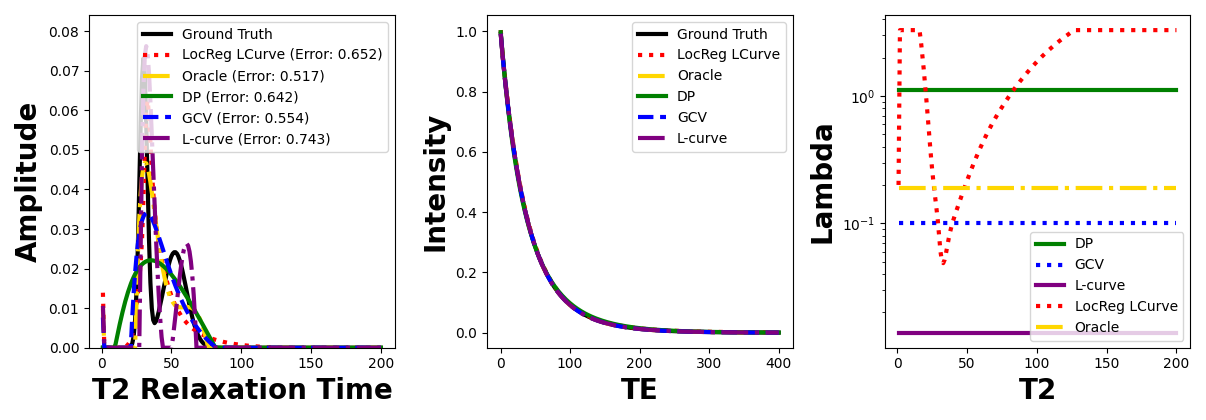 Amplitude
0.08
0.07
0.06
0.05
0.04
0.03
0.02
0.01
0.00
0
50
100
150
200
T2 Relaxation Time
Ground Truth
LocReg LCurve (Error: 0.652)
Oracle (Error: 0.517)
DP (Error: 0.642)
GCV (Error: 0.554)
L-curve (Error: 0.743)
Intensity
1.0
0.8
0.6
0.4
0.2
0.0
0
100
200
300
400
TE
Ground Truth
LocReg LCurve
Oracle
DP
GCV
L-curve
Lambda
10⁰
10⁻¹
0
50
100
150
200
T2
DP
GCV
L-curve
LocReg LCurve
Oracle